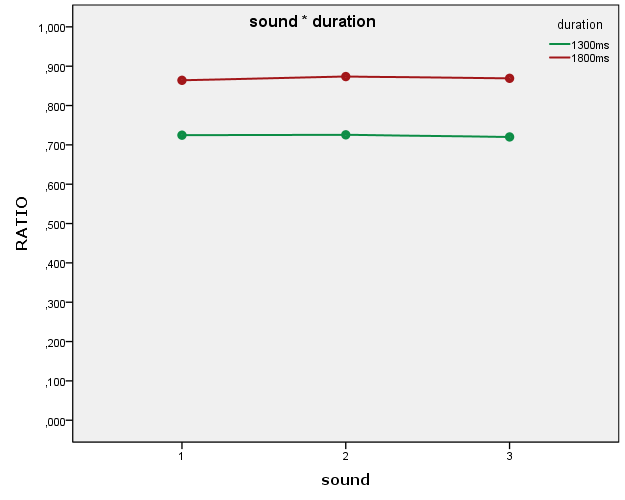 sound * duration
duration
1300ms
1800ms
RATIO
1,000
,900
,800
,700
,600
,500
,400
,300
,200
,100
,000
1 2 3
sound